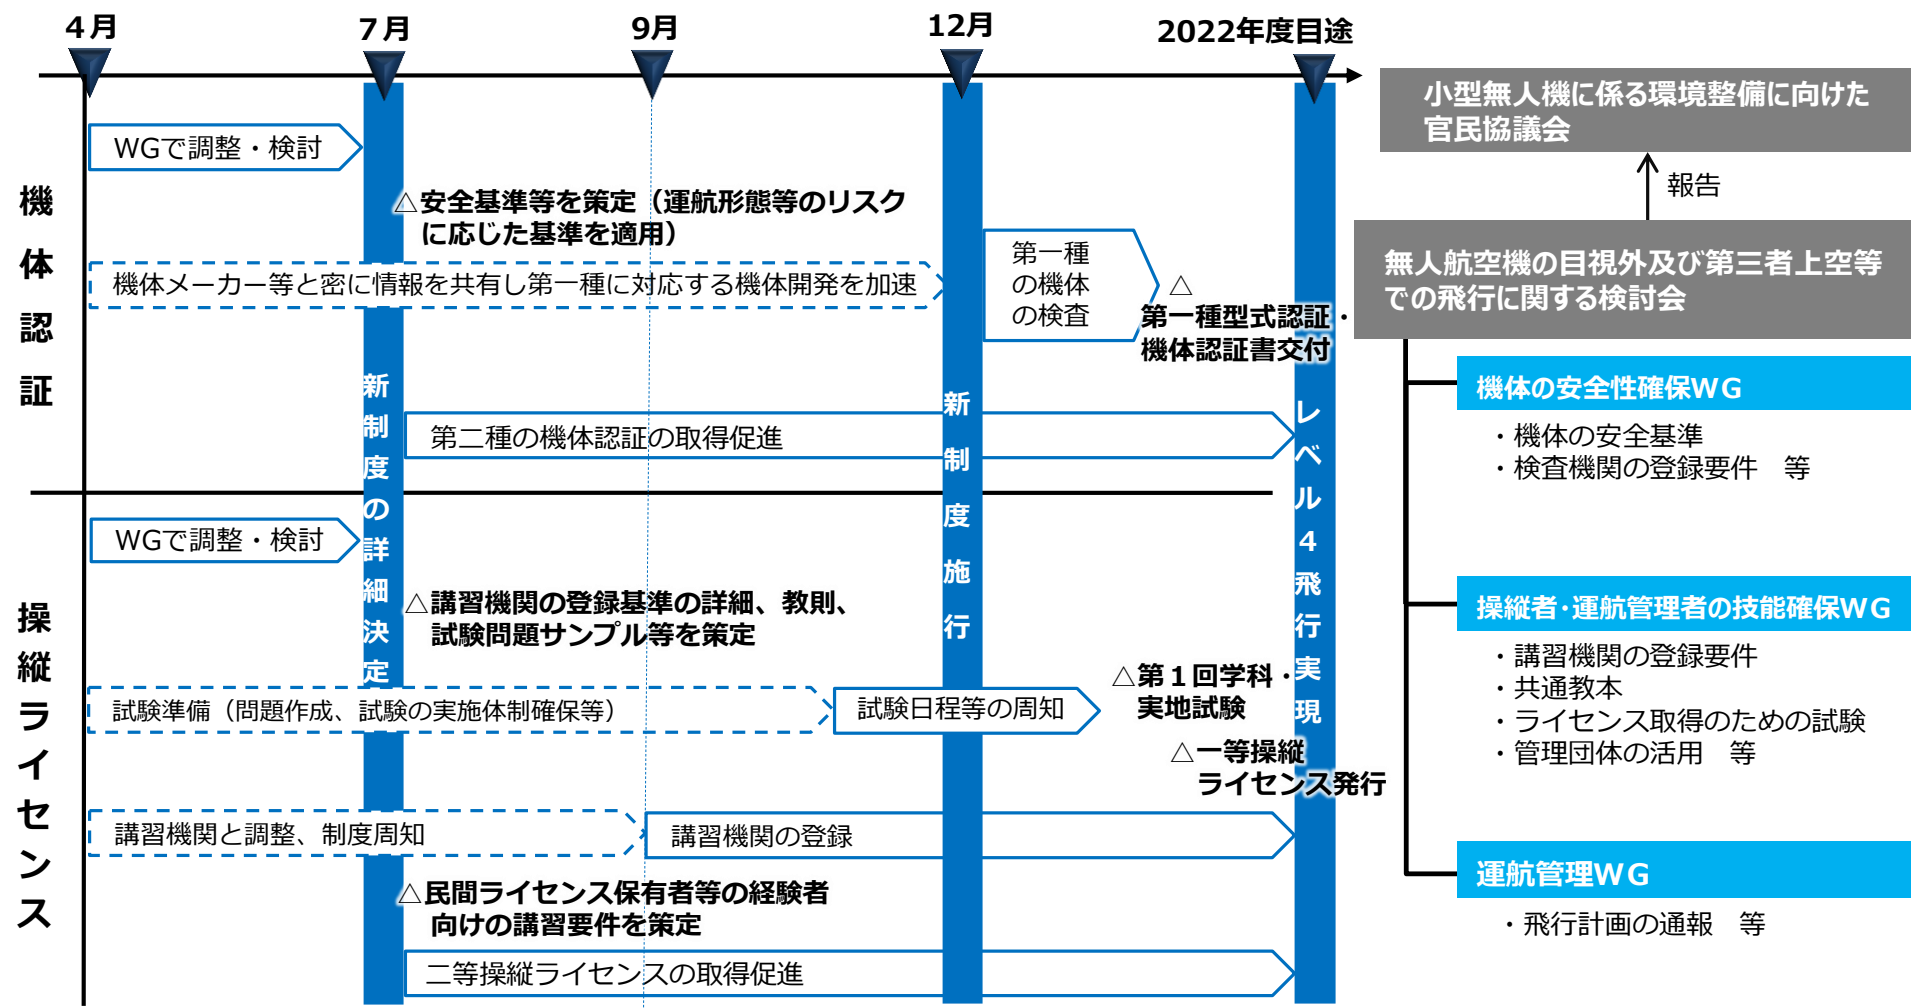 4月
7月
9月
12月
2022年度目途
機体認証
WGで調整・検討
△安全基準等を策定（運航形態等のリスク
に応じた基準を適用）
機体メーカー等と密に情報を共有し第一種に対応する機体開発を加速
第一種
の機体
の検査
△
第一種型式認証・
機体認証書交付
第二種の機体認証の取得促進
新制度の詳細決定
新制度施行
レベル4飛行実現
操縦ライセンス
WGで調整・検討
△講習機関の登録基準の詳細、教則、
試験問題サンプル等を策定
試験準備（問題作成、試験の実施体制確保等）
試験日程等の周知
△第1回学科・
実地試験
△一等操縦
ライセンス発行
講習機関と調整、制度周知
講習機関の登録
△民間ライセンス保有者等の経験者
向けの講習要件を策定
二等操縦ライセンスの取得促進
小型無人機に係る環境整備に向けた
官民協議会
報告
無人航空機の目視外及び第三者上空等
での飛行に関する検討会
機体の安全性確保WG
・機体の安全基準
・検査機関の登録要件　等
操縦者・運航管理者の技能確保WG
・講習機関の登録要件
・共通教本
・ライセンス取得のための試験
・管理団体の活用　等
運航管理WG
・飛行計画の通報　等